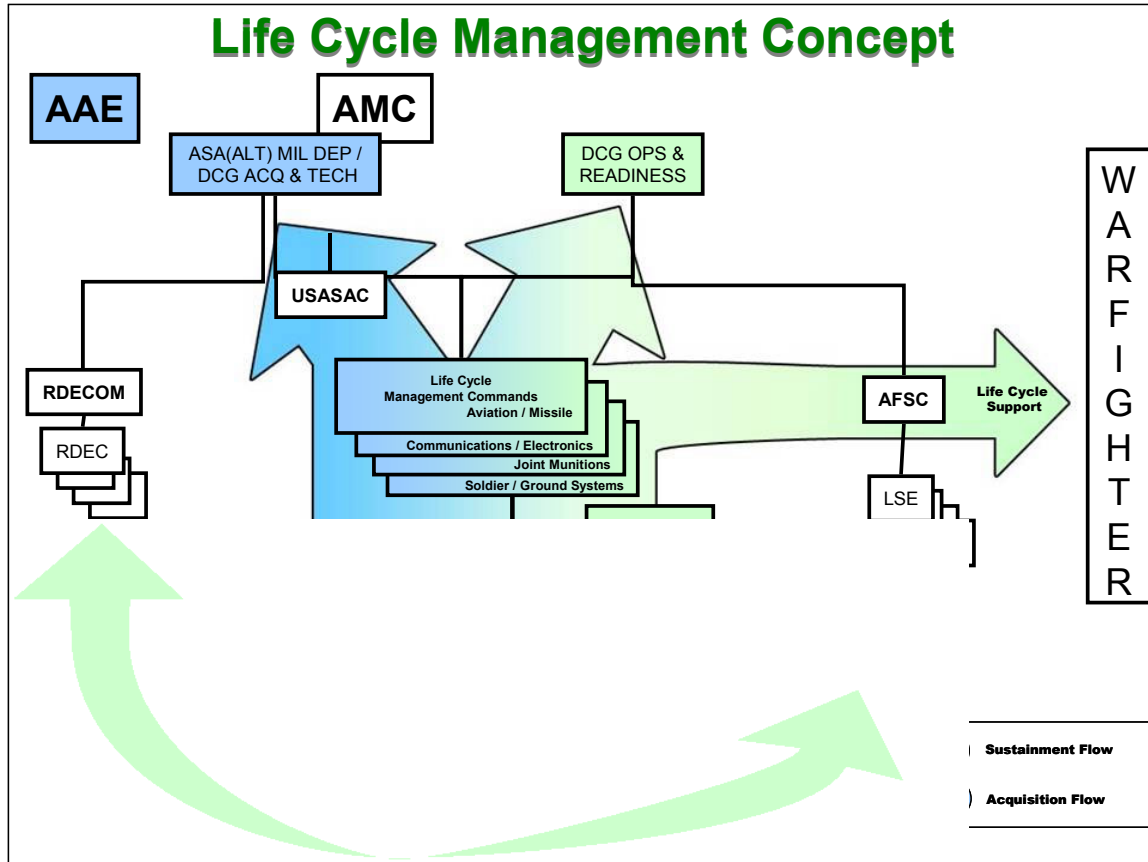 Life Cycle Management Concept
AAE
AMC
ASA(ALT) MIL DEP /
DCG ACQ & TECH
DCG OPS &
READINESS
USASAC
Life Cycle
Management Commands
Aviation / Missile
Communications / Electronics
Joint Munitions
Soldier / Ground Systems
RDECOM
RDEC
AFSC
LSE
Life Cycle
Support
W
A
R
F
I
G
H
T
E
R
) Sustainment Flow
) Acquisition Flow